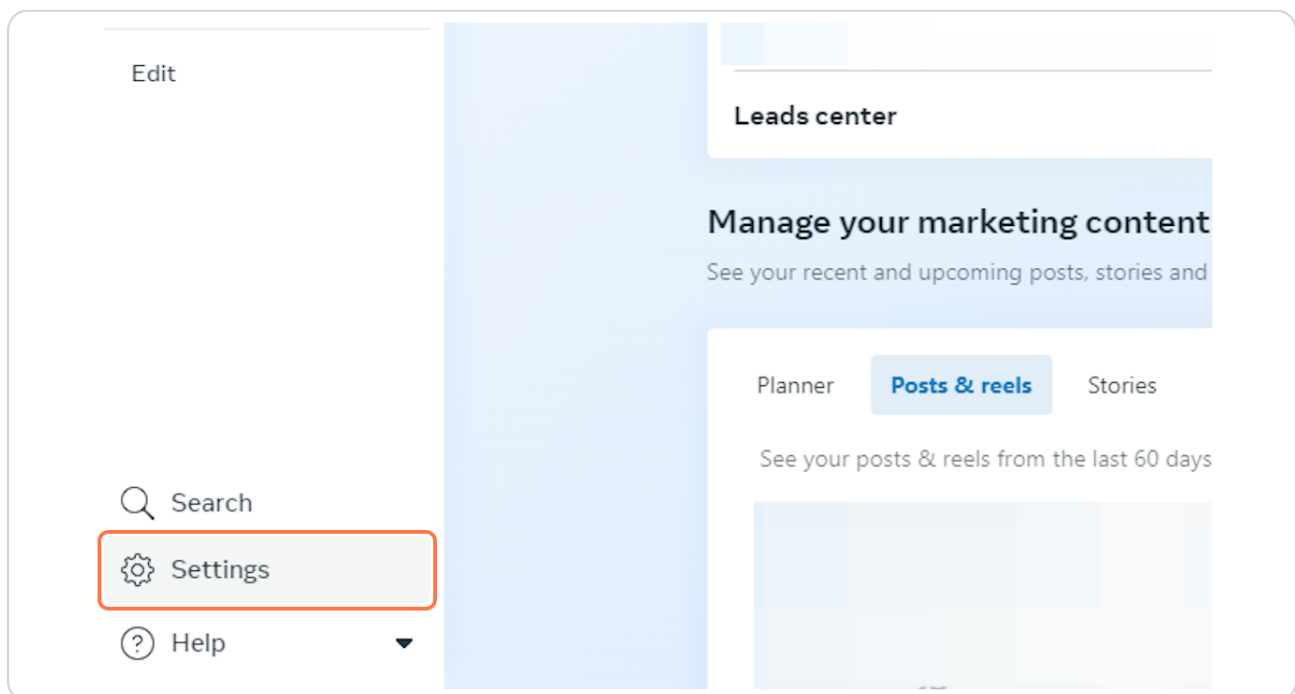 Edit
Leads center
Manage your marketing content
See your recent and upcoming posts, stories and
Planner
Posts & reels
Stories
See your posts & reels from the last 60 days
Search
Settings
Help